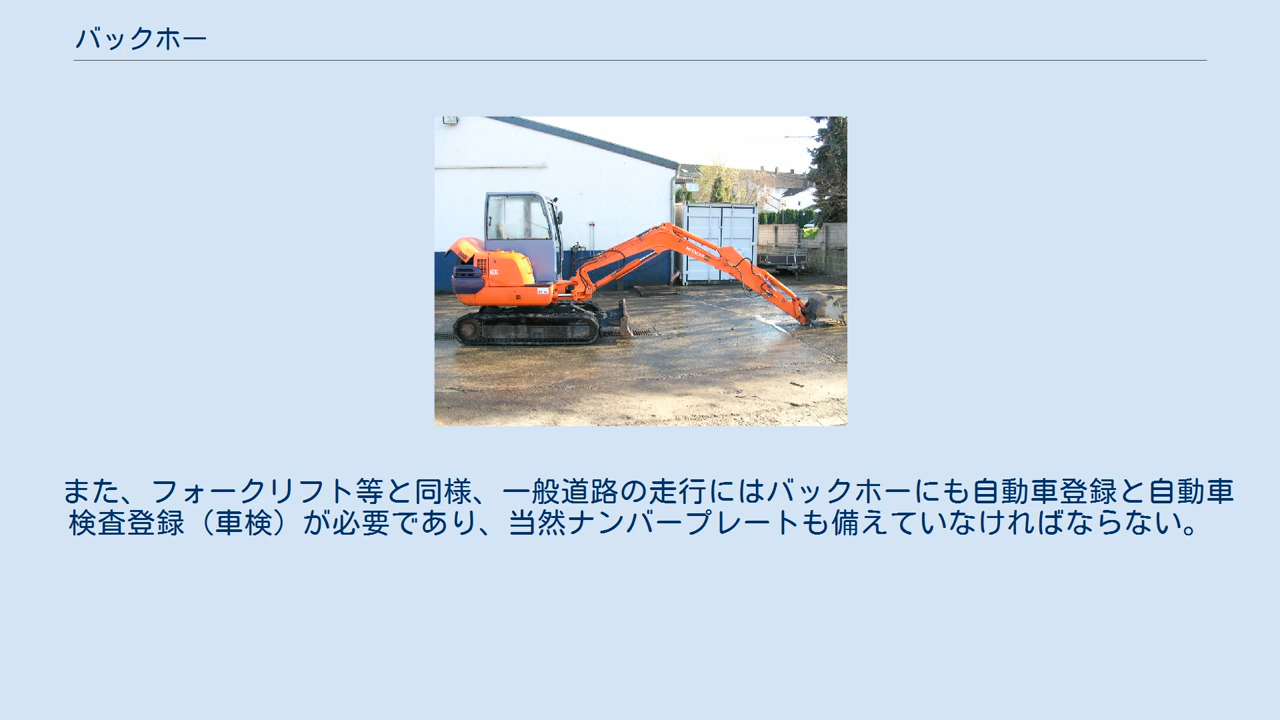 バックホー
また、フォークリフト等と同様、一般道路の走行にはバックホーにも自動車登録と自動車
検査登録（車検）が必要であり、当然ナンバープレートも備えていなければならない。